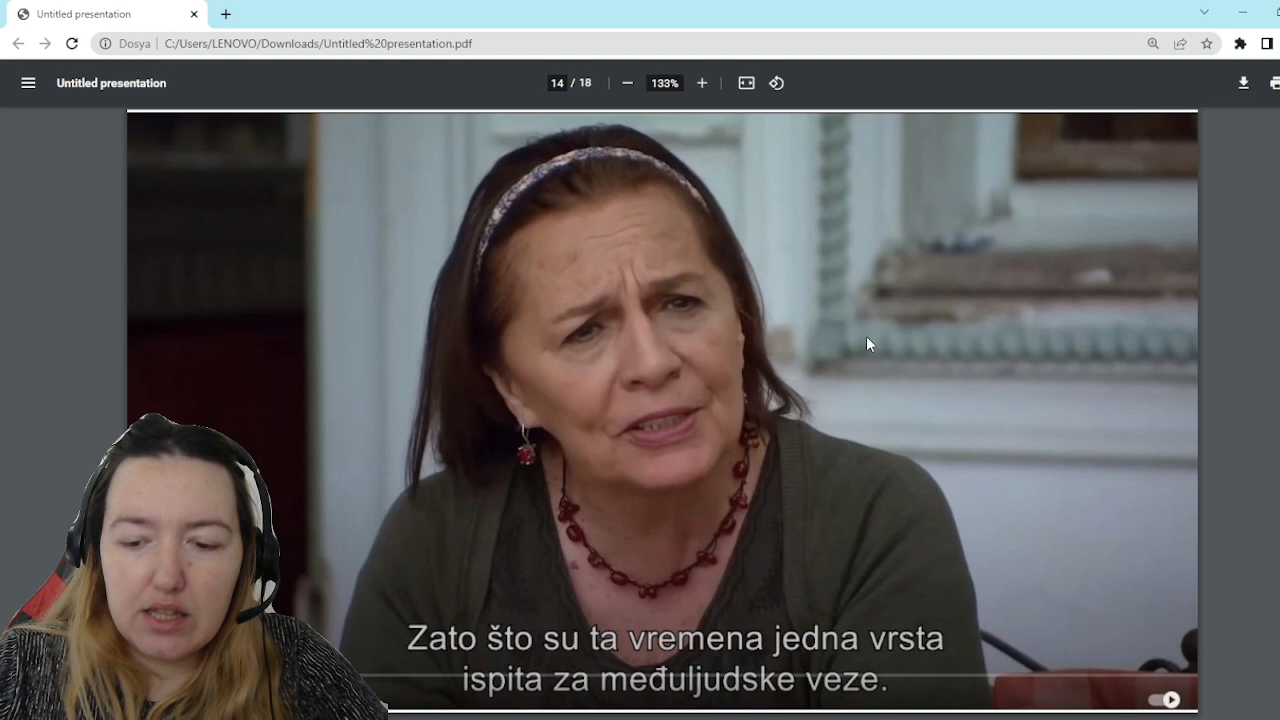 Untitled presentation
Dosya
C:/Users/LENOVO/Downloads/Untitled%20presentation.pdf
Untitled presentation
14 / 18
133%
Zato što su ta vremena jedna vrsta
ispita za međuljudske veze.